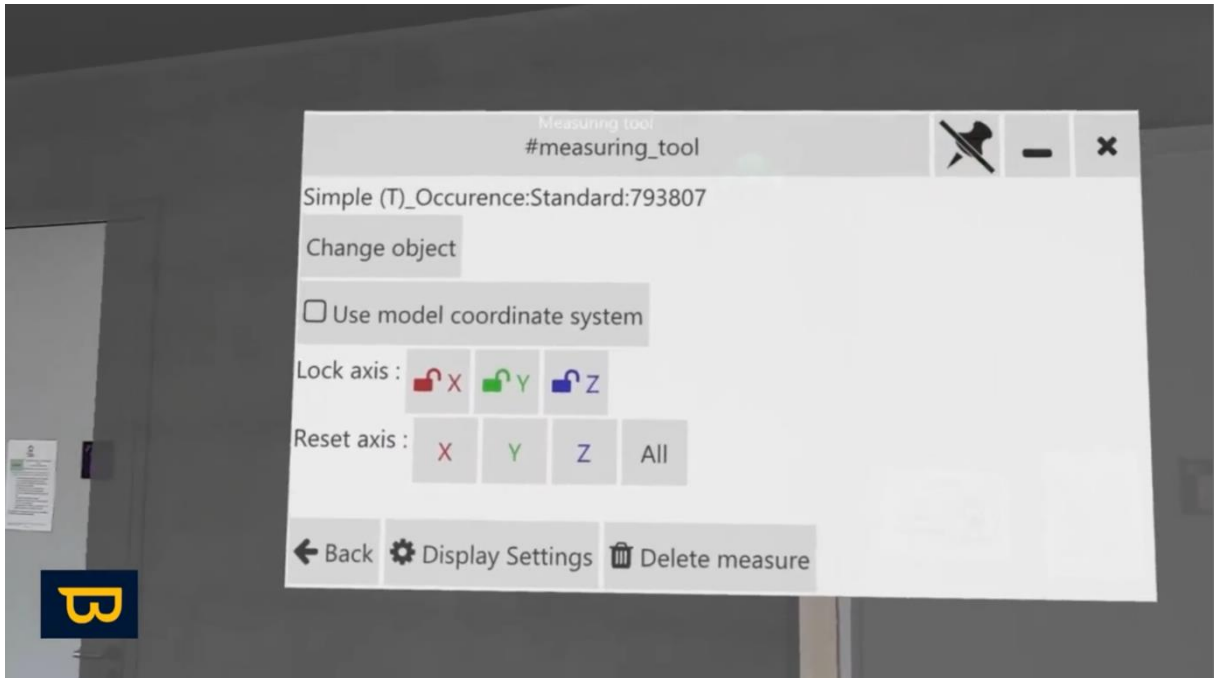 Measuring tool
#measuring_tool
Simple (T)_Occurence:Standard:793807
Change object
Use model coordinate system
Lock axis : X Y Z
Reset axis : X Y Z All
Back Display Settings Delete measure